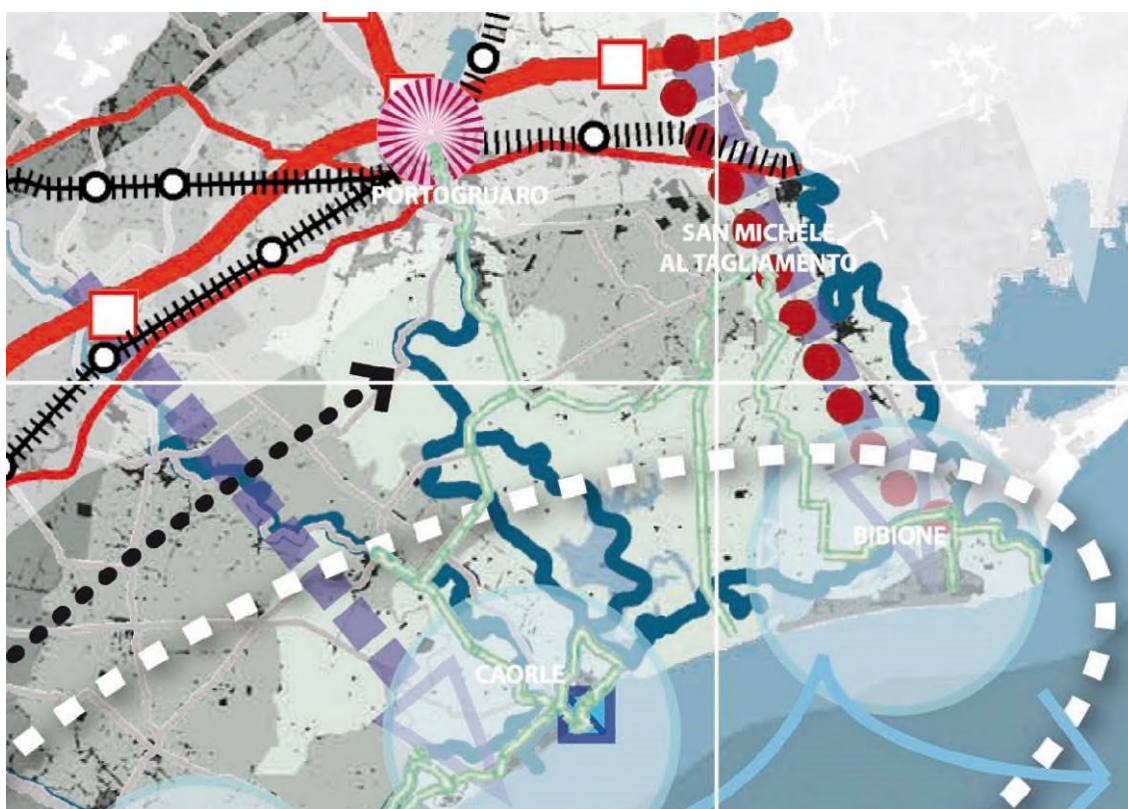 PORTOGRUARO
SAN MICHELE
AL TAGLIAMENTO
BIBIONE
CAORLE